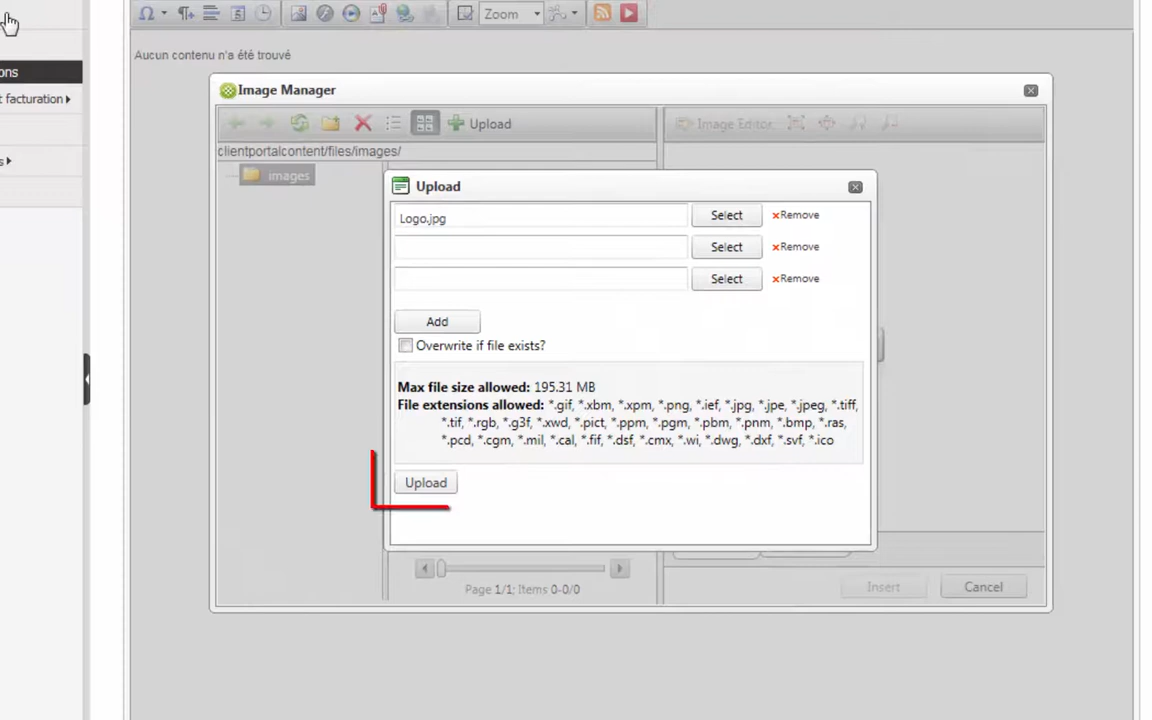 Zoom
Aucun contenu n'a été trouvé
ons
t facturation
s
Image Manager
Upload
Image Editor
clientportalcontent/files/images/
images
Upload
Logo.jpg
Select
Remove
Select
Remove
Select
Remove
Add
Overwrite if file exists?
Max file size allowed: 195.31 MB
File extensions allowed: *.gif, *.xbm, *.xpm, *.png, *.ief, *.jpg, *.jpe, *.jpeg, *.tiff,
*.tif, *.rgb, *.g3f, *.xwd, *.pict, *.ppm, *.pgm, *.pbm, *.pnm, *.bmp, *.ras,
*.pcd, *.cgm, *.mil, *.cal, *.fif, *.dsf, *.cmx, *.wi, *.dwg, *.dxf, *.svf, *.ico
Upload
Page 1/1; Items 0-0/0
Insert
Cancel